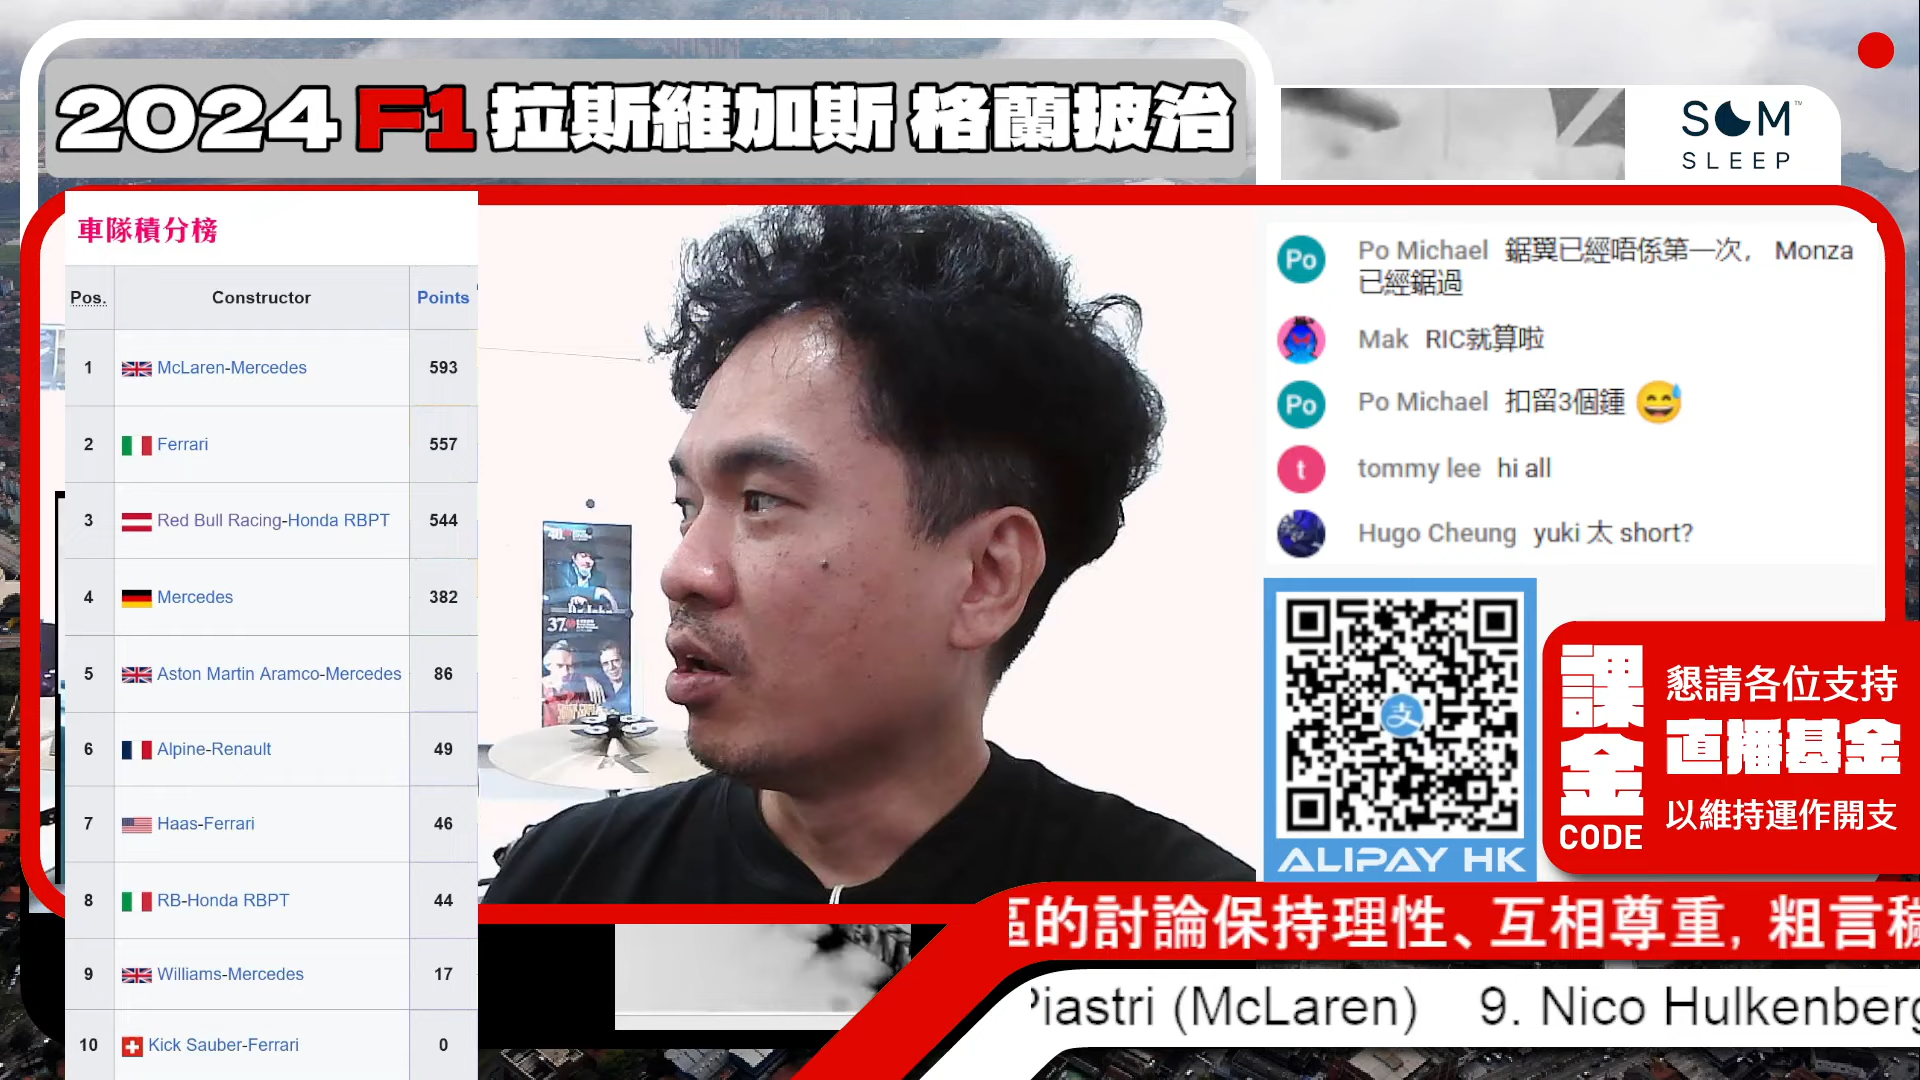 2024 F1 拉斯維加斯 格蘭披治
SOM™
SLEEP
車隊積分榜
Pos. Constructor Points
1 McLaren-Mercedes 593
2 Ferrari 557
3 Red Bull Racing-Honda RBPT 544
4 Mercedes 382
5 Aston Martin Aramco-Mercedes 86
6 Alpine-Renault 49
7 Haas-Ferrari 46
8 RB-Honda RBPT 44
9 Williams-Mercedes 17
10 Kick Sauber-Ferrari 0
37.
Po Po Michael 鋸翼已經唔係第一次， Monza
已經鋸過
Mak RIC就算啦
Po Po Michael 扣留3個鍾 😅
t tommy lee hi all
Hugo Cheung yuki 太 short?
支
ALIPAY HK
課金
CODE
懇請各位支持
直播基金
以維持運作開支
區的討論保持理性、互相尊重，粗言穢
Piastri (McLaren) 9. Nico Hulkenberg